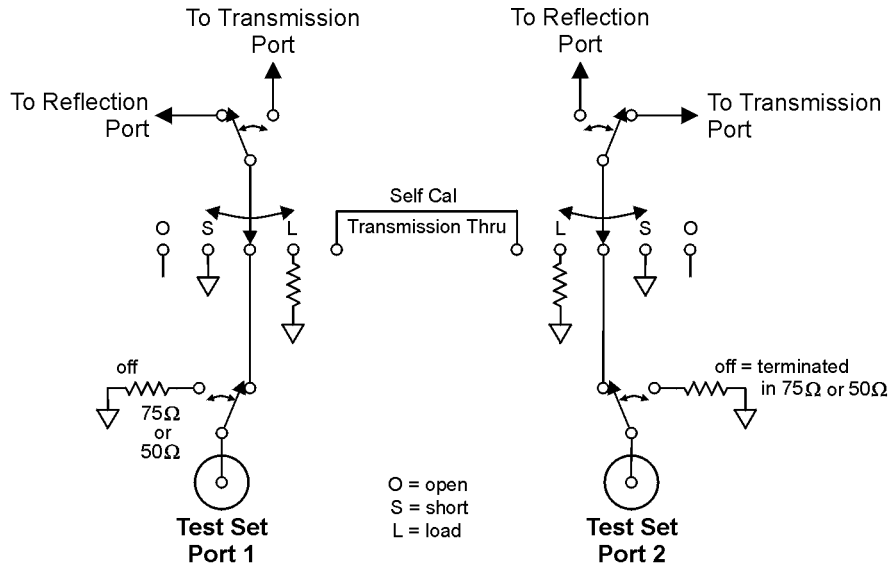 To Transmission
Port
To Reflection
Port
To Reflection
Port
To Transmission
Port
Self Cal
Transmission Thru
O S L
L S O
off
75Ω
or
50Ω
off = terminated
in 75Ω or 50Ω
O = open
S = short
L = load
Test Set
Port 1
Test Set
Port 2